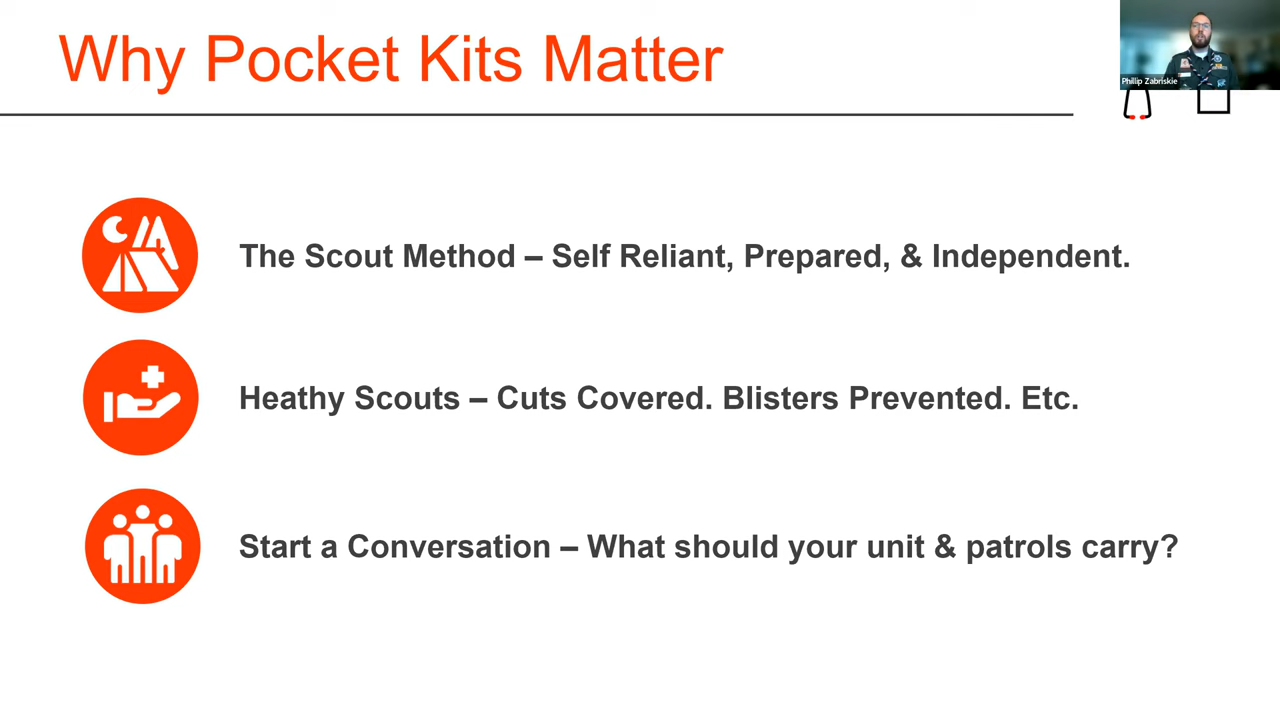 Why Pocket Kits Matter
Phillip Zabriskie
The Scout Method – Self Reliant, Prepared, & Independent.
Heathy Scouts – Cuts Covered. Blisters Prevented. Etc.
Start a Conversation – What should your unit & patrols carry?